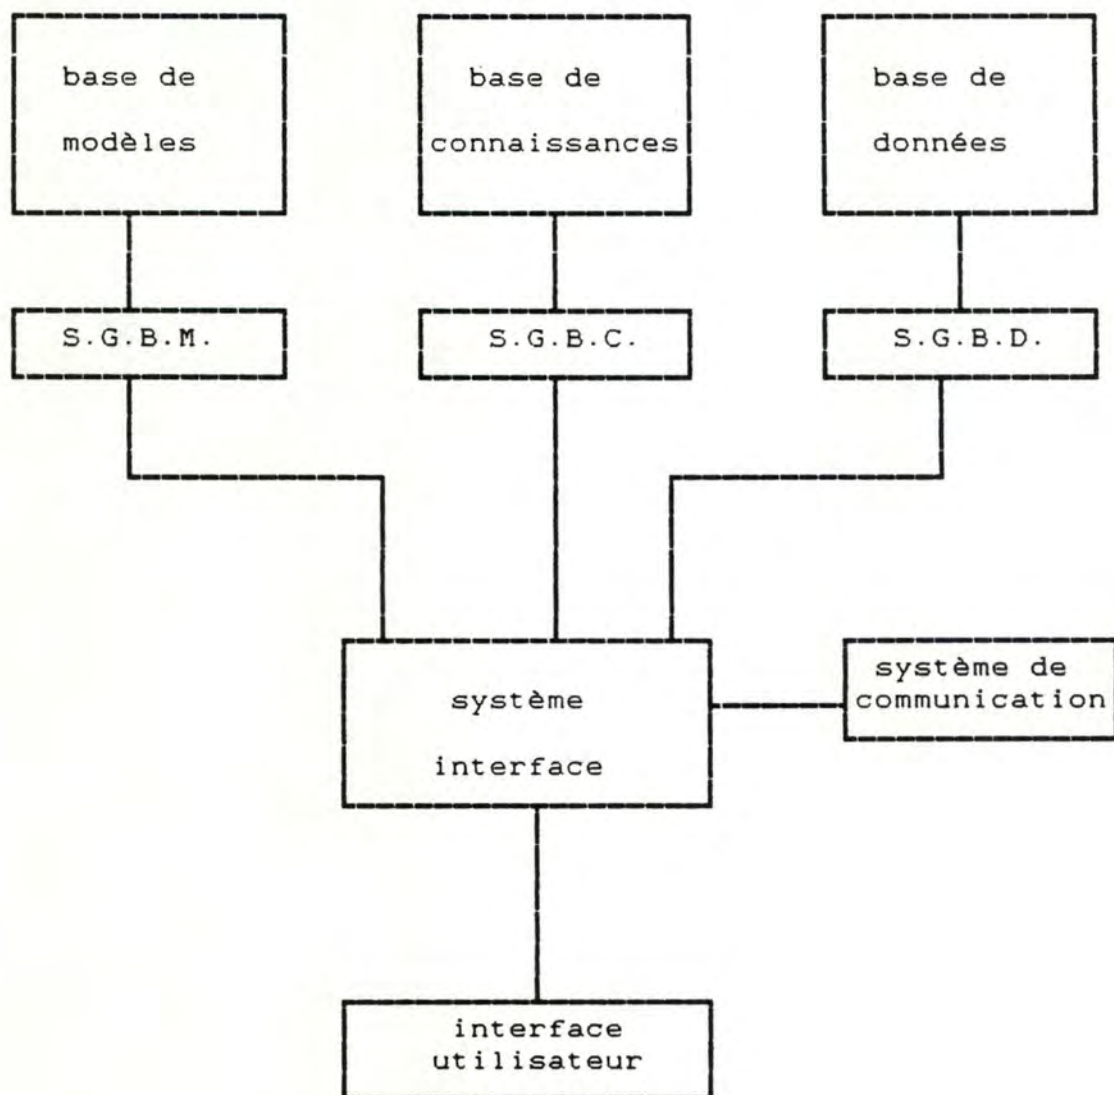 base de
modèles
base de
connaissances
base de
données
S.G.B.M.
S.G.B.C.
S.G.B.D.
système
interface
système de
communication
interface
utilisateur